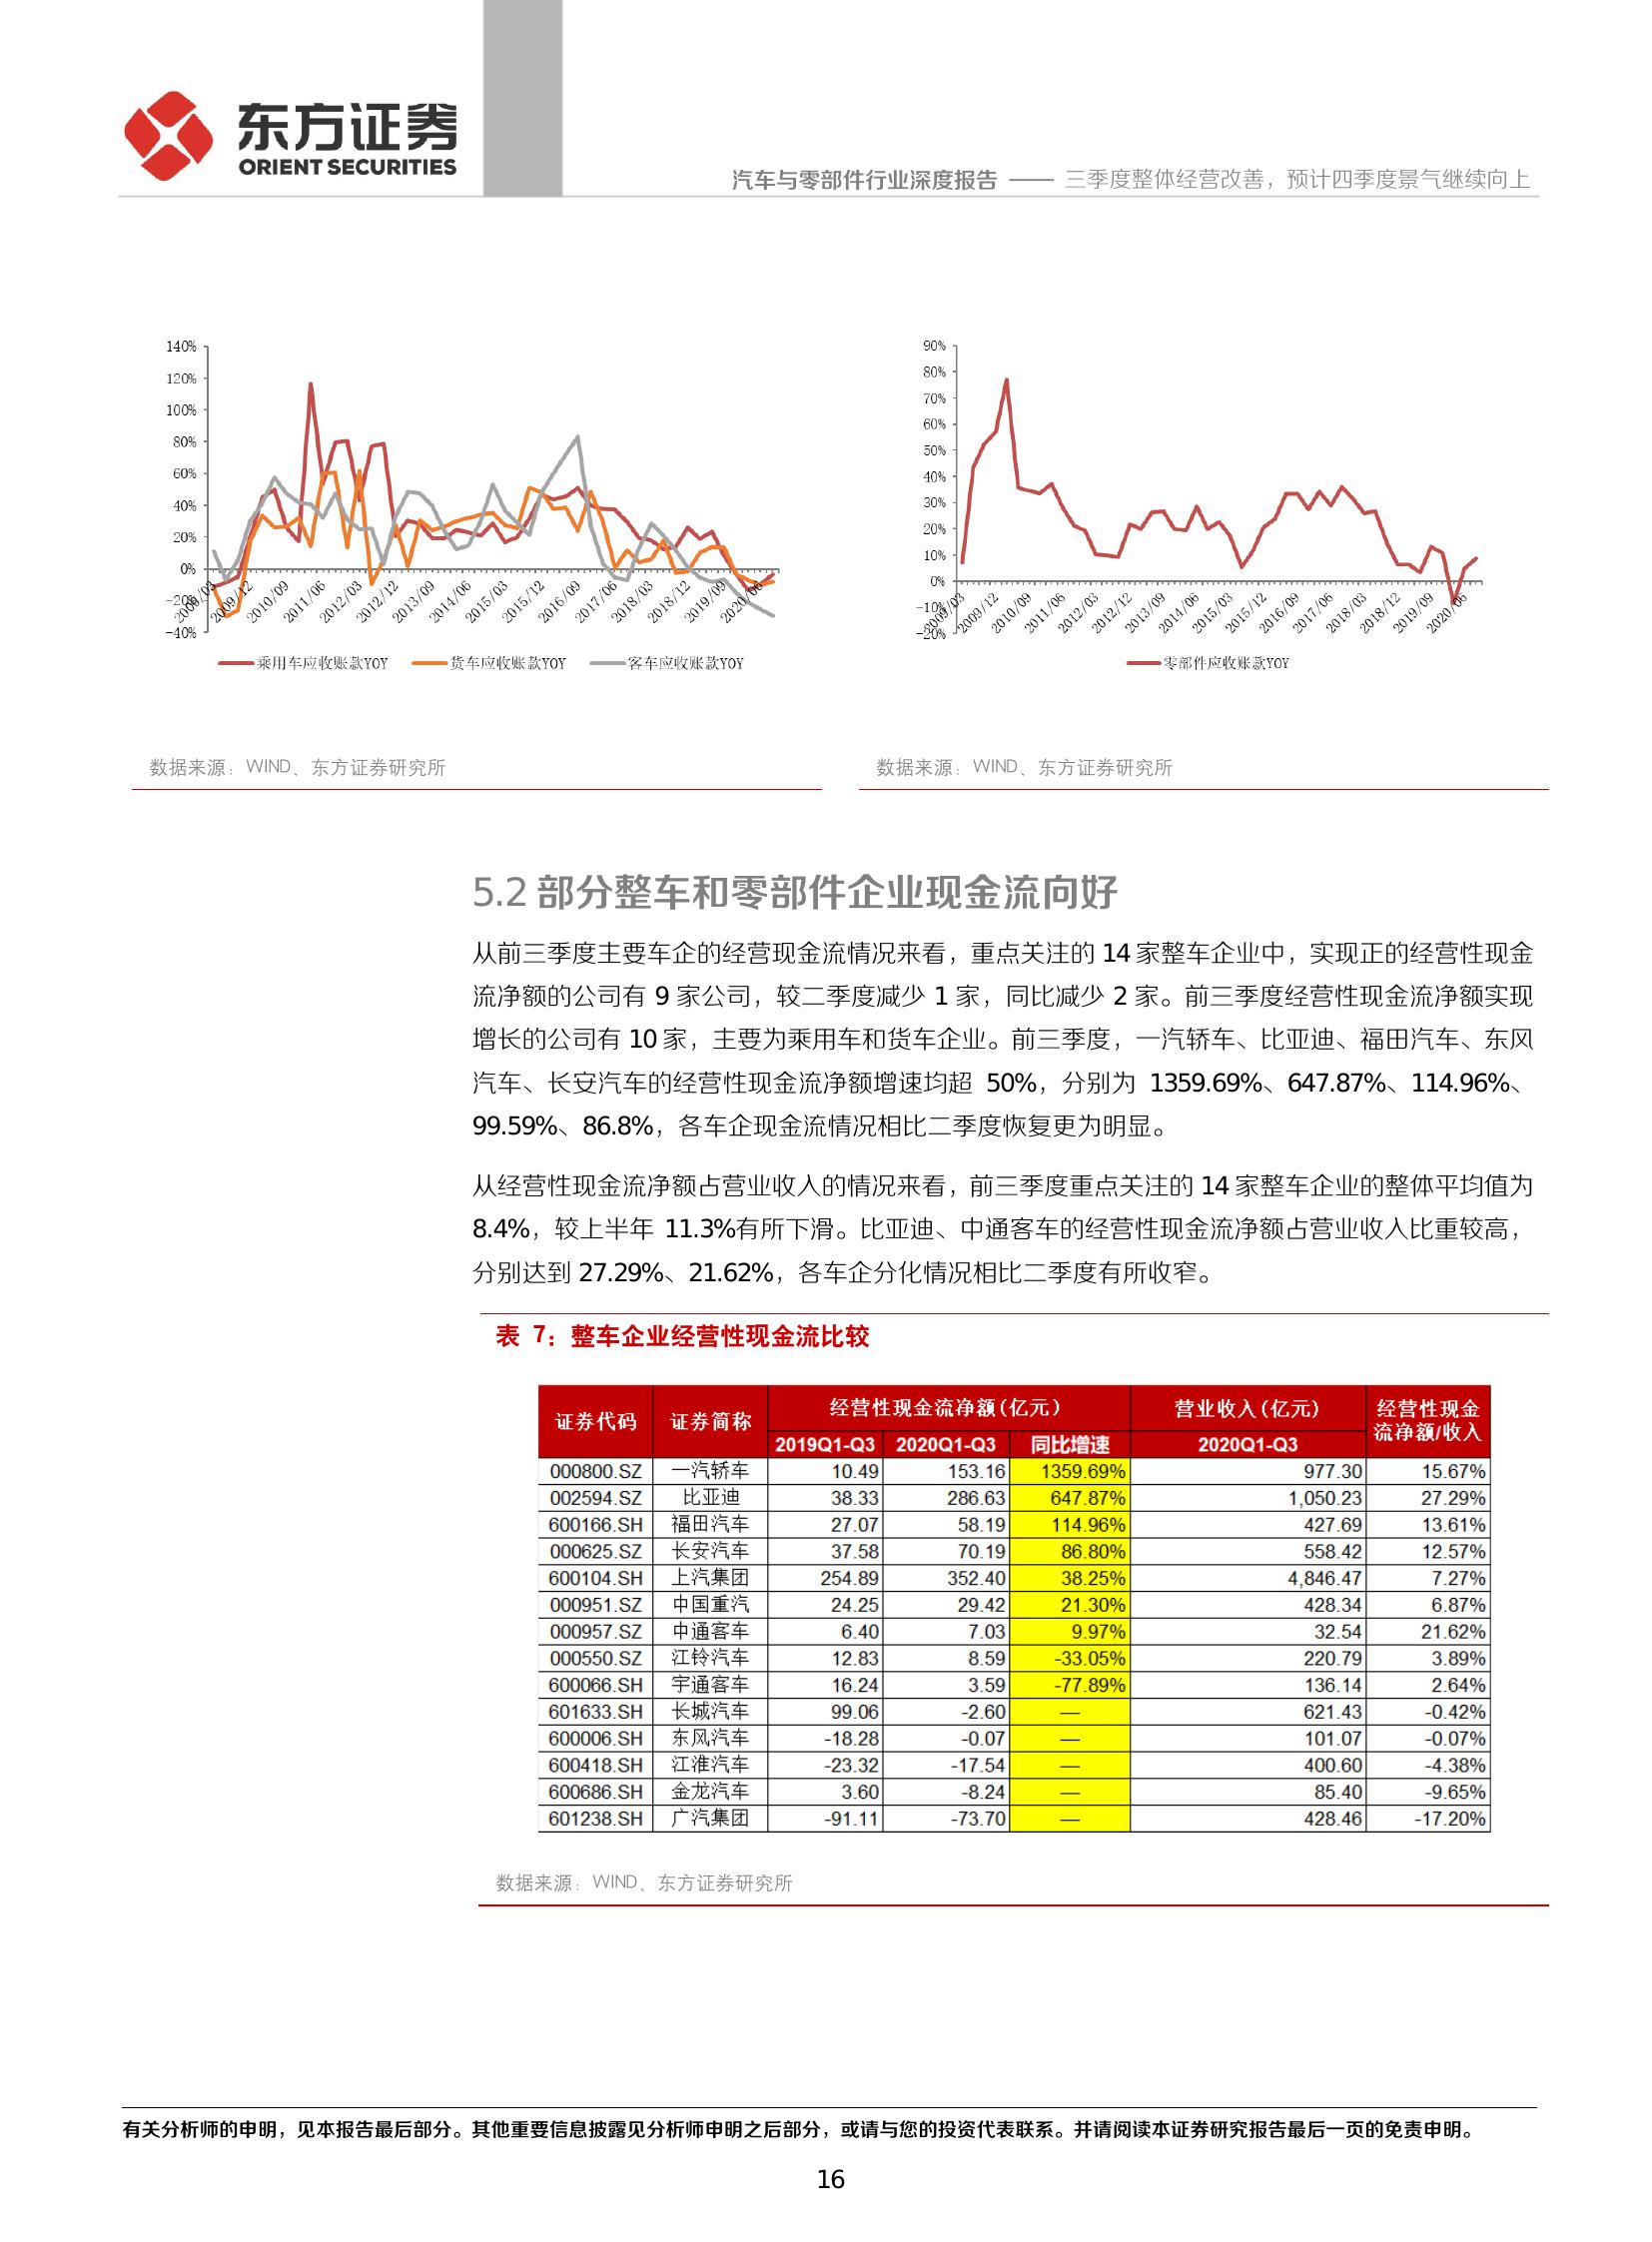 东方证券
ORIENT SECURITIES
汽车与零部件行业深度报告 —— 三季度整体经营改善，预计四季度景气继续向上
140%
120%
100%
80%
60%
40%
20%
0%
-20%
-40%
2009/03 2009/12 2010/09 2011/06 2012/03 2012/12 2013/09 2014/06 2015/03 2015/12 2016/09 2017/06 2018/03 2018/12 2019/09 2020/06
乘用车应收账款YOY 货车应收账款YOY 客车应收账款YOY
90%
80%
70%
60%
50%
40%
30%
20%
10%
0%
-10%
-20%
2009/03 2009/12 2010/09 2011/06 2012/03 2012/12 2013/09 2014/06 2015/03 2015/12 2016/09 2017/06 2018/03 2018/12 2019/09 2020/06
零部件应收账款YOY
数据来源：WIND、东方证券研究所
数据来源：WIND、东方证券研究所
5.2 部分整车和零部件企业现金流向好
从前三季度主要车企的经营现金流情况来看，重点关注的 14 家整车企业中，实现正的经营性现金
流净额的公司有 9 家公司，较二季度减少 1 家，同比减少 2 家。前三季度经营性现金流净额实现
增长的公司有 10 家，主要为乘用车和货车企业。前三季度，一汽轿车、比亚迪、福田汽车、东风
汽车、长安汽车的经营性现金流净额增速均超 50%，分别为 1359.69%、647.87%、114.96%、
99.59%、86.8%，各车企现金流情况相比二季度恢复更为明显。
从经营性现金流净额占营业收入的情况来看，前三季度重点关注的 14 家整车企业的整体平均值为
8.4%，较上半年 11.3%有所下滑。比亚迪、中通客车的经营性现金流净额占营业收入比重较高，
分别达到 27.29%、21.62%，各车企分化情况相比二季度有所收窄。
表 7：整车企业经营性现金流比较
证券代码 证券简称 经营性现金流净额(亿元) 营业收入(亿元) 经营性现金流净额/收入
2019Q1-Q3 2020Q1-Q3 同比增速 2020Q1-Q3
000800.SZ 一汽轿车 10.49 153.16 1359.69% 977.30 15.67%
002594.SZ 比亚迪 38.33 286.63 647.87% 1,050.23 27.29%
600166.SH 福田汽车 27.07 58.19 114.96% 427.69 13.61%
000625.SZ 长安汽车 37.58 70.19 86.80% 558.42 12.57%
600104.SH 上汽集团 254.89 352.40 38.25% 4,846.47 7.27%
000951.SZ 中国重汽 24.25 29.42 21.30% 428.34 6.87%
000957.SZ 中通客车 6.40 7.03 9.97% 32.54 21.62%
000550.SZ 江铃汽车 12.83 8.59 -33.05% 220.79 3.89%
600066.SH 宇通客车 16.24 3.59 -77.89% 136.14 2.64%
601633.SH 长城汽车 99.06 -2.60 — 621.43 -0.42%
600006.SH 东风汽车 -18.28 -0.07 — 101.07 -0.07%
600418.SH 江淮汽车 -23.32 -17.54 — 400.60 -4.38%
600686.SH 金龙汽车 3.60 -8.24 — 85.40 -9.65%
601238.SH 广汽集团 -91.11 -73.70 — 428.46 -17.20%
数据来源：WIND、东方证券研究所
有关分析师的申明，见本报告最后部分。其他重要信息披露见分析师申明之后部分，或请与您的投资代表联系。并请阅读本证券研究报告最后一页的免责申明。
16